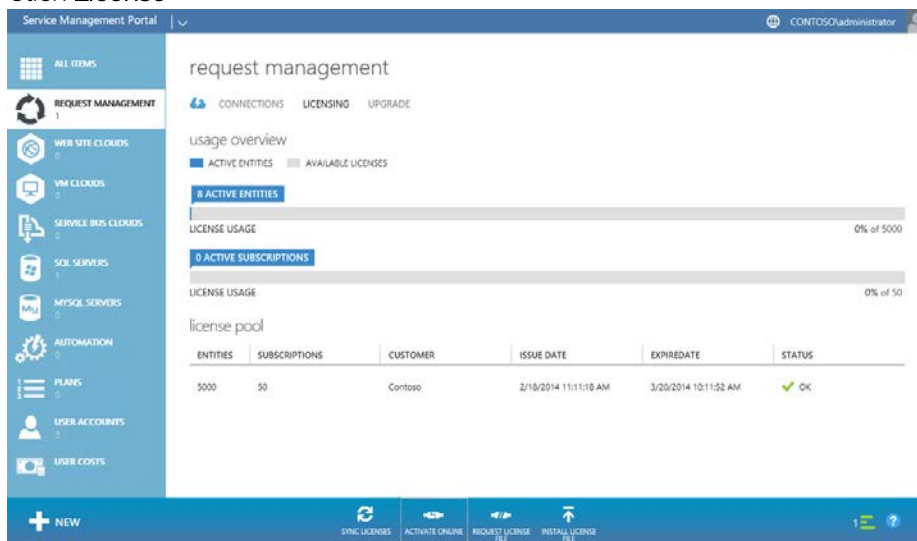 Service Management Portal
CONTOSO\administrator
ALL ITEMS
REQUEST MANAGEMENT
1
WEB SITE CLOUDS
0
VM CLOUDS
0
SERVICE BUS CLOUDS
0
SQL SERVERS
1
MYSQL SERVERS
0
AUTOMATION
0
PLANS
0
USER ACCOUNTS
3
USER COSTS
request management
CONNECTIONS LICENSING UPGRADE
usage overview
ACTIVE ENTITIES AVAILABLE LICENSES
8 ACTIVE ENTITIES
LICENSE USAGE 0% of 5000
0 ACTIVE SUBSCRIPTIONS
LICENSE USAGE 0% of 50
license pool
ENTITIES SUBSCRIPTIONS CUSTOMER ISSUE DATE EXPIREDATE STATUS
5000 50 Contoso 2/18/2014 11:11:18 AM 3/20/2014 10:11:52 AM OK
NEW
SYNC LICENSES
ACTIVATE ONLINE
REQUEST LICENSE
FILE
INSTALL LICENSE
FILE
1
?